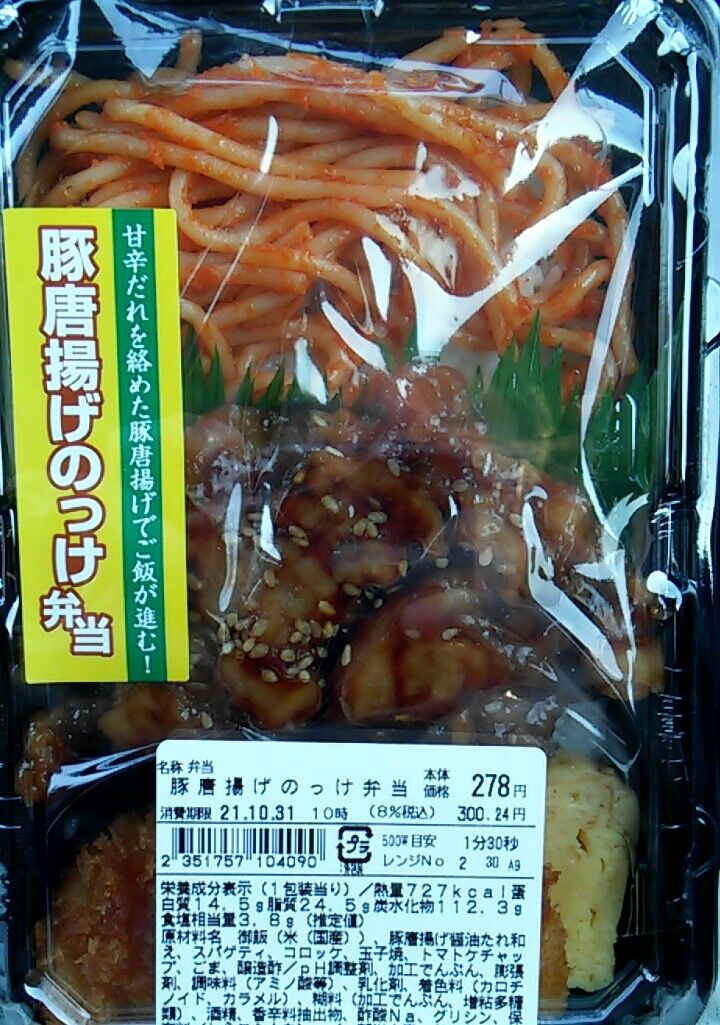 甘辛だれを絡めた豚唐揚げでご飯が進む!
豚唐揚げのっけ弁当
名称 弁当
豚唐揚げのっけ弁当 本体価格 278円
消費期限 21.10.31 10時 (8%税込) 300.24円
プラ 500W目安 1分30秒
2 351757 104090 レンジNo 2 30 Ag
栄養成分表示(1包装当り)/熱量727kcal蛋
白質14.5g脂質24.5g炭水化物112.3g
食塩相当量3.8g(推定値)
原材料名 御飯(米(国産))、豚唐揚げ醤油たれ和
え、スパゲティ、コロッケ、玉子焼、トマトケチャッ
プ、ごま、醸造酢/pH調整剤、加工でんぷん、膨張
剤、調味料(アミノ酸等)、乳化剤、着色料(カロチ
ノイド、カラメル)、糊料(加工でんぷん、増粘多糖
類)、酒精、香辛料抽出物、酢酸Na、グリシン、保